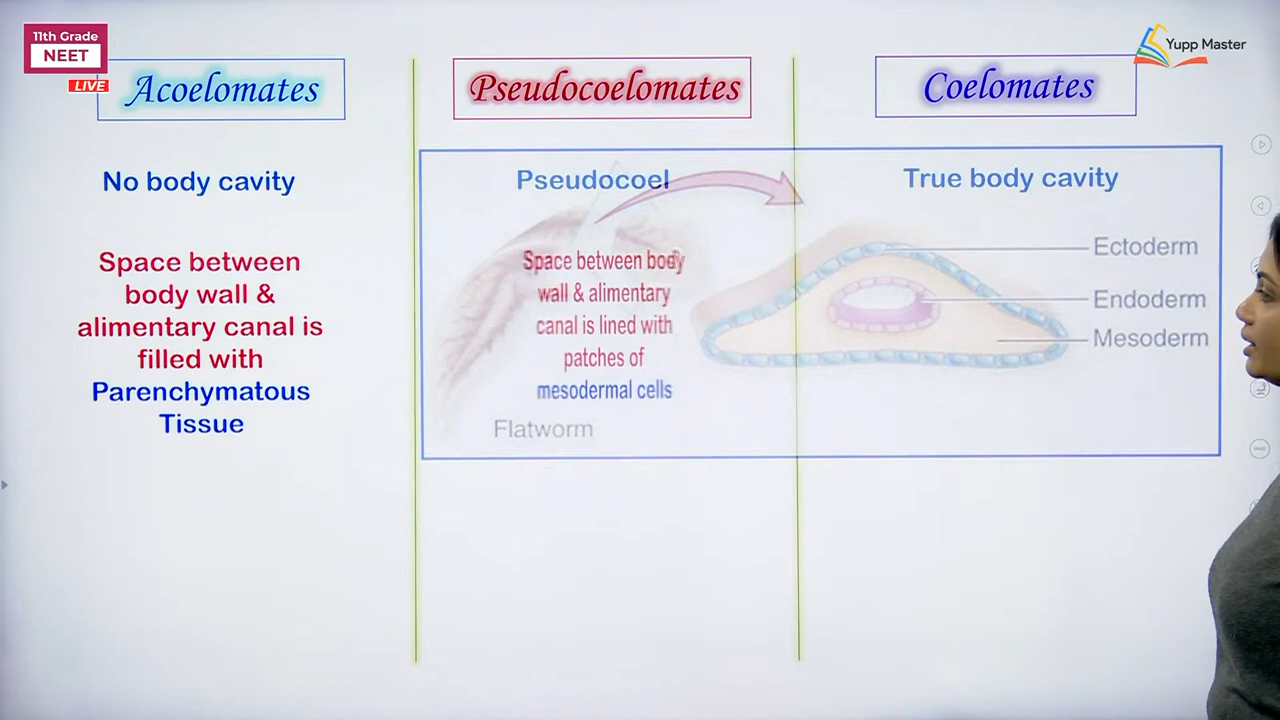 11th Grade
NEET
LIVE
Yupp Master
Acoelomates
Pseudocoelomates
Coelomates
No body cavity
Space between
body wall &
alimentary canal is
filled with
Parenchymatous
Tissue
Pseudocoel
Space between body
wall & alimentary
canal is lined with
patches of
mesodermal cells
Flatworm
True body cavity
Ectoderm
Endoderm
Mesoderm